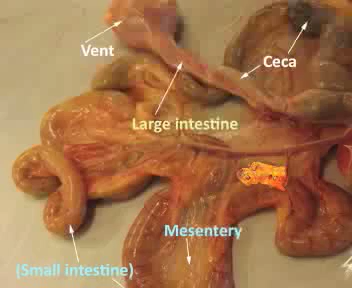 Vent
Ceca
Large intestine
Mesentery
(Small intestine)